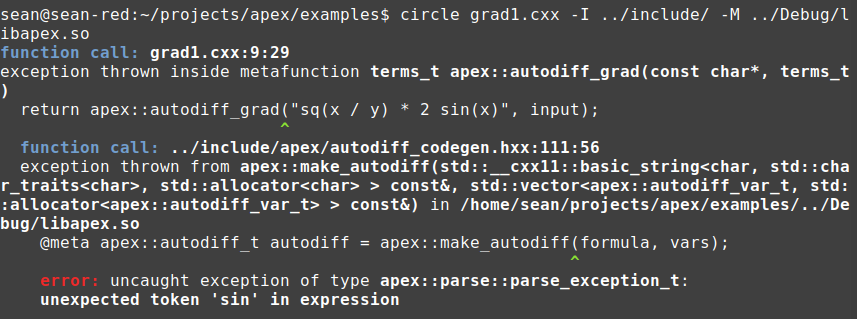 sean@sean-red:~/projects/apex/examples$ circle grad1.cxx -I ../include/ -M ../Debug/l
ibapex.so
function call: grad1.cxx:9:29
exception thrown inside metafunction terms_t apex::autodiff_grad(const char*, terms_t
)
  return apex::autodiff_grad("sq(x / y) * 2 sin(x)", input);
                            ^
  function call: ../include/apex/autodiff_codegen.hxx:111:56
  exception thrown from apex::make_autodiff(std::__cxx11::basic_string<char, std::cha
r_traits<char>, std::allocator<char> > const&, std::vector<apex::autodiff_var_t, std:
:allocator<apex::autodiff_var_t> > const&) in /home/sean/projects/apex/examples/../De
bug/libapex.so
    @meta apex::autodiff_t autodiff = apex::make_autodiff(formula, vars);
                                                         ^
    error: uncaught exception of type apex::parse::parse_exception_t:
    unexpected token 'sin' in expression